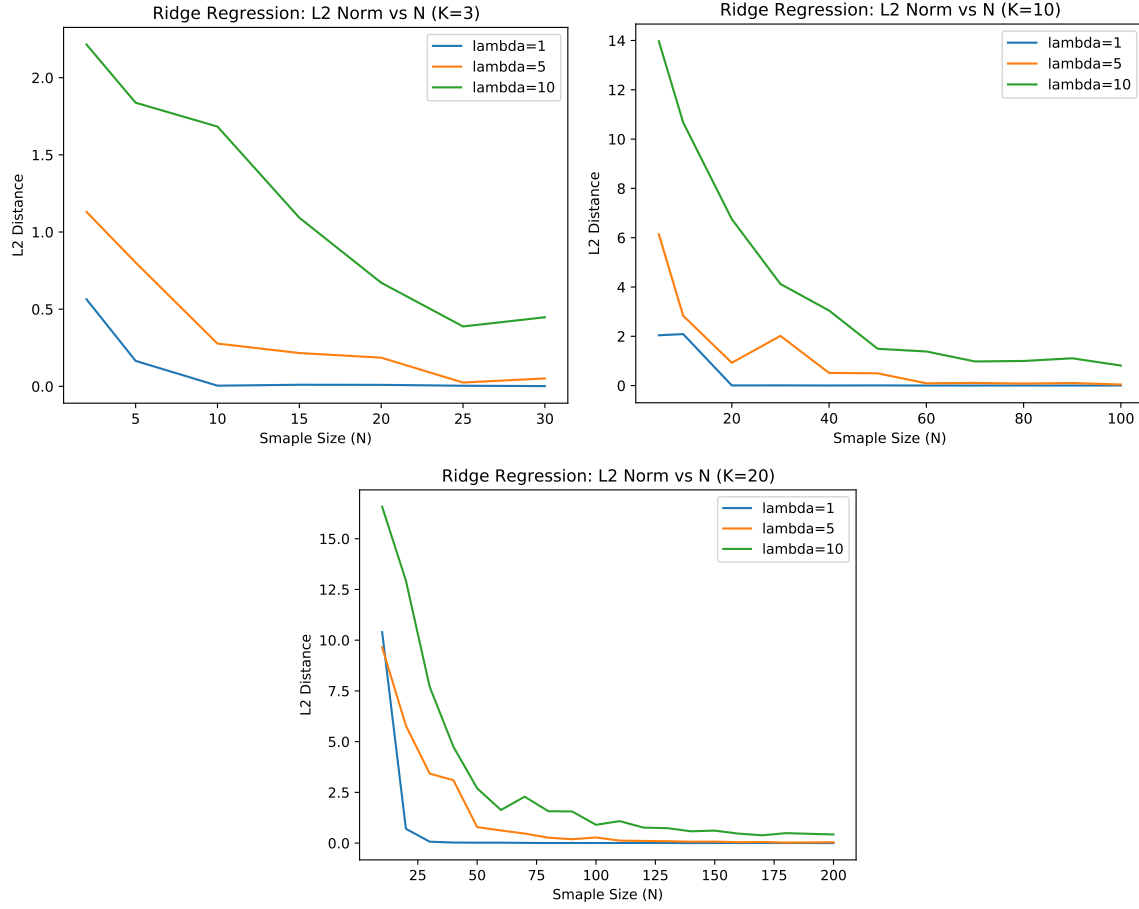 Ridge Regression: L2 Norm vs N (K=3)
lambda=1
lambda=5
lambda=10
2.0
1.5
1.0
0.5
0.0
L2 Distance
5 10 15 20 25 30
Smaple Size (N)
Ridge Regression: L2 Norm vs N (K=10)
lambda=1
lambda=5
lambda=10
14
12
10
8
6
4
2
0
L2 Distance
20 40 60 80 100
Smaple Size (N)
Ridge Regression: L2 Norm vs N (K=20)
lambda=1
lambda=5
lambda=10
15.0
12.5
10.0
7.5
5.0
2.5
0.0
L2 Distance
25 50 75 100 125 150 175 200
Smaple Size (N)